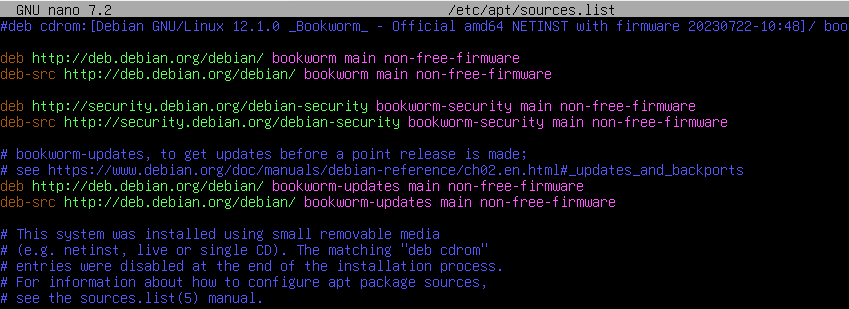 GNU nano 7.2 /etc/apt/sources.list
#deb cdrom:[Debian GNU/Linux 12.1.0 _Bookworm_ - Official amd64 NETINST with firmware 20230722-10:48]/ boo
deb http://deb.debian.org/debian/ bookworm main non-free-firmware
deb-src http://deb.debian.org/debian/ bookworm main non-free-firmware
deb http://security.debian.org/debian-security bookworm-security main non-free-firmware
deb-src http://security.debian.org/debian-security bookworm-security main non-free-firmware
# bookworm-updates, to get updates before a point release is made;
# see https://www.debian.org/doc/manuals/debian-reference/ch02.en.html#_updates_and_backports
deb http://deb.debian.org/debian/ bookworm-updates main non-free-firmware
deb-src http://deb.debian.org/debian/ bookworm-updates main non-free-firmware
# This system was installed using small removable media
# (e.g. netinst, live or single CD). The matching "deb cdrom"
# entries were disabled at the end of the installation process.
# For information about how to configure apt package sources,
# see the sources.list(5) manual.